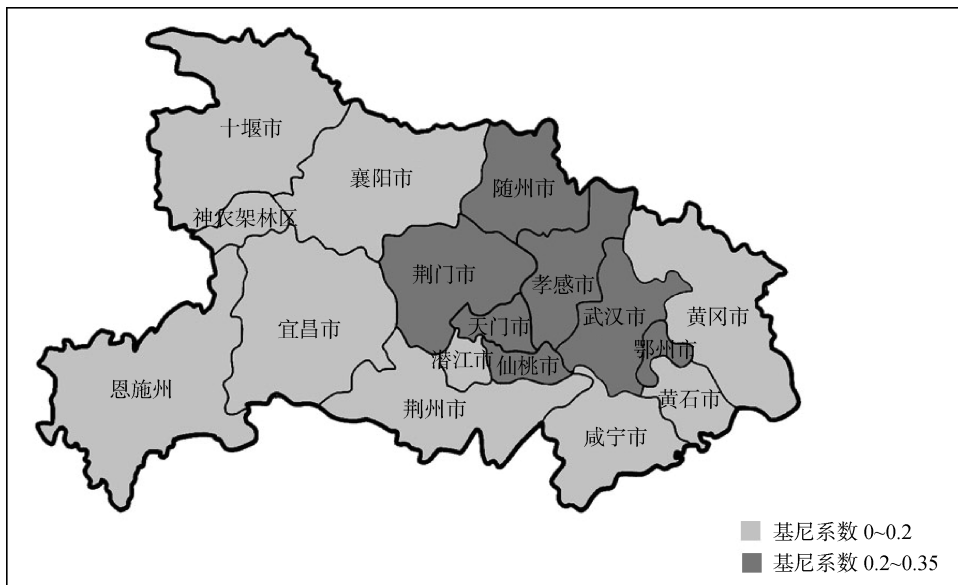 十堰市
襄阳市
随州市
神农架林区
荆门市
孝感市
武汉市
黄冈市
宜昌市
天门市
鄂州市
潜江市
仙桃市
恩施州
荆州市
黄石市
咸宁市
基尼系数 0~0.2
基尼系数 0.2~0.35